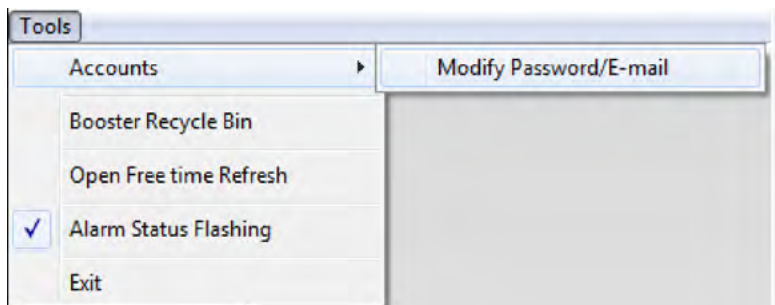 Tools
Accounts
Modify Password/E-mail
Booster Recycle Bin
Open Free time Refresh
Alarm Status Flashing
Exit